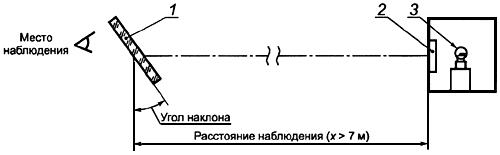 1
2
3
Место
наблюдения
Угол наклона
Расстояние наблюдения (x > 7 м)